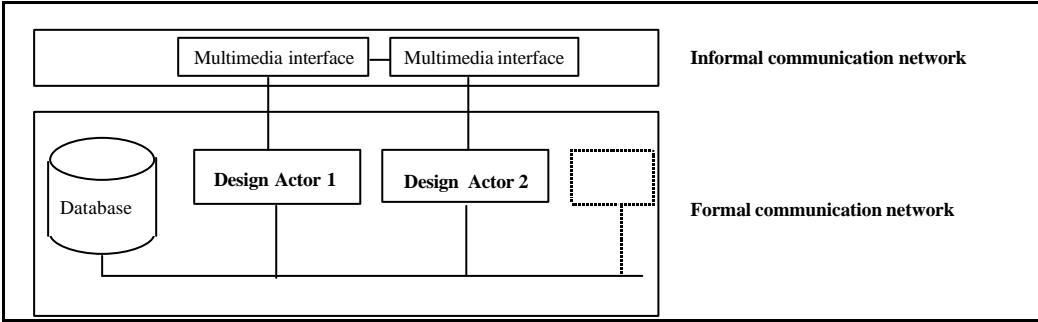 Multimedia interface
Multimedia interface
Informal communication network
Design Actor 1
Design Actor 2
Database
Formal communication network